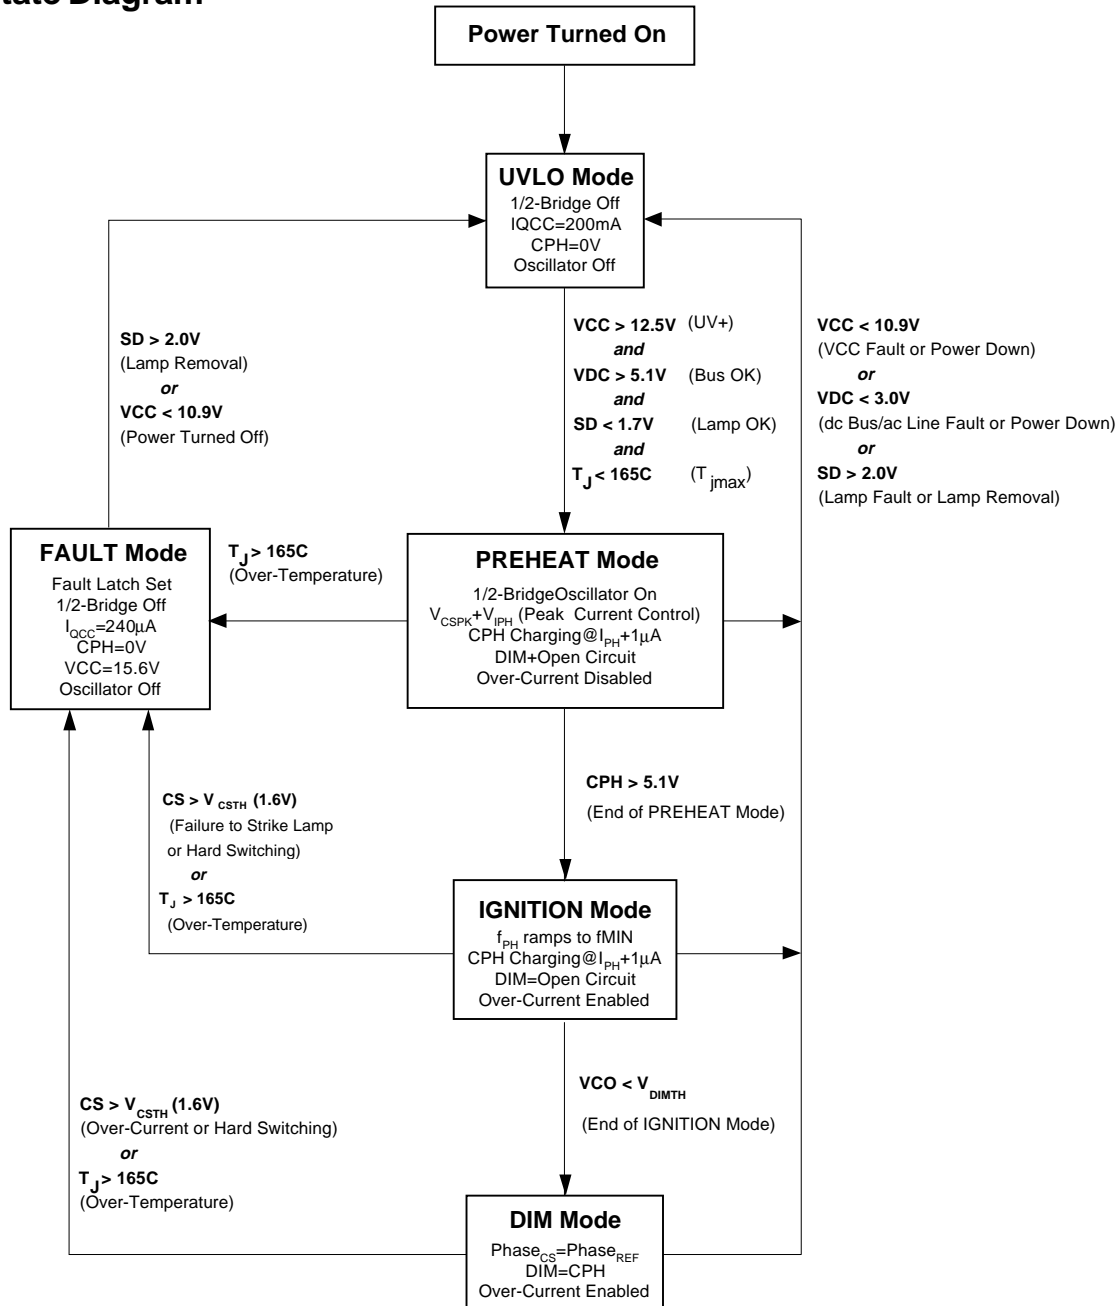 tate Diagram
Power Turned On
UVLO Mode
1/2-Bridge Off
IQCC=200mA
CPH=0V
Oscillator Off
SD > 2.0V
(Lamp Removal)
or
VCC < 10.9V
(Power Turned Off)
VCC > 12.5V (UV+)
and
VDC > 5.1V (Bus OK)
and
SD < 1.7V (Lamp OK)
and
TJ < 165C (Tjmax)
VCC < 10.9V
(VCC Fault or Power Down)
or
VDC < 3.0V
(dc Bus/ac Line Fault or Power Down)
or
SD > 2.0V
(Lamp Fault or Lamp Removal)
FAULT Mode
Fault Latch Set
1/2-Bridge Off
IQCC=240μA
CPH=0V
VCC=15.6V
Oscillator Off
TJ > 165C
(Over-Temperature)
PREHEAT Mode
1/2-BridgeOscillator On
VCSPK+VIPH (Peak Current Control)
CPH Charging@IPH+1μA
DIM+Open Circuit
Over-Current Disabled
CPH > 5.1V
(End of PREHEAT Mode)
CS > VCSTH (1.6V)
(Failure to Strike Lamp
or Hard Switching)
or
TJ > 165C
(Over-Temperature)
IGNITION Mode
fPH ramps to fMIN
CPH Charging@IPH+1μA
DIM=Open Circuit
Over-Current Enabled
VCO < VDIMTH
(End of IGNITION Mode)
CS > VCSTH (1.6V)
(Over-Current or Hard Switching)
or
TJ > 165C
(Over-Temperature)
DIM Mode
PhaseCS=PhaseREF
DIM=CPH
Over-Current Enabled